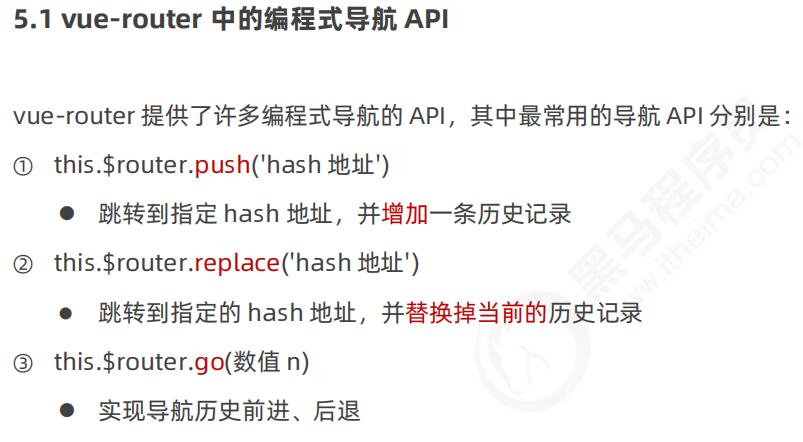 5.1 vue-router 中的编程式导航 API
vue-router 提供了许多编程式导航的 API，其中最常用的导航 API 分别是：
① this.$router.push('hash 地址')
● 跳转到指定 hash 地址，并增加一条历史记录
② this.$router.replace('hash 地址')
● 跳转到指定的 hash 地址，并替换掉当前的历史记录
③ this.$router.go(数值 n)
● 实现导航历史前进、后退
黑马程序员
www.itheima.com